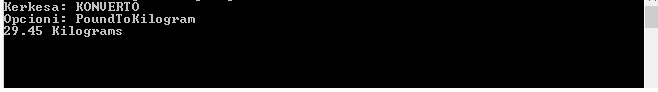 Kerkesa: KONVERTO
Opcioni: PoundToKilogram
29.45 Kilograms